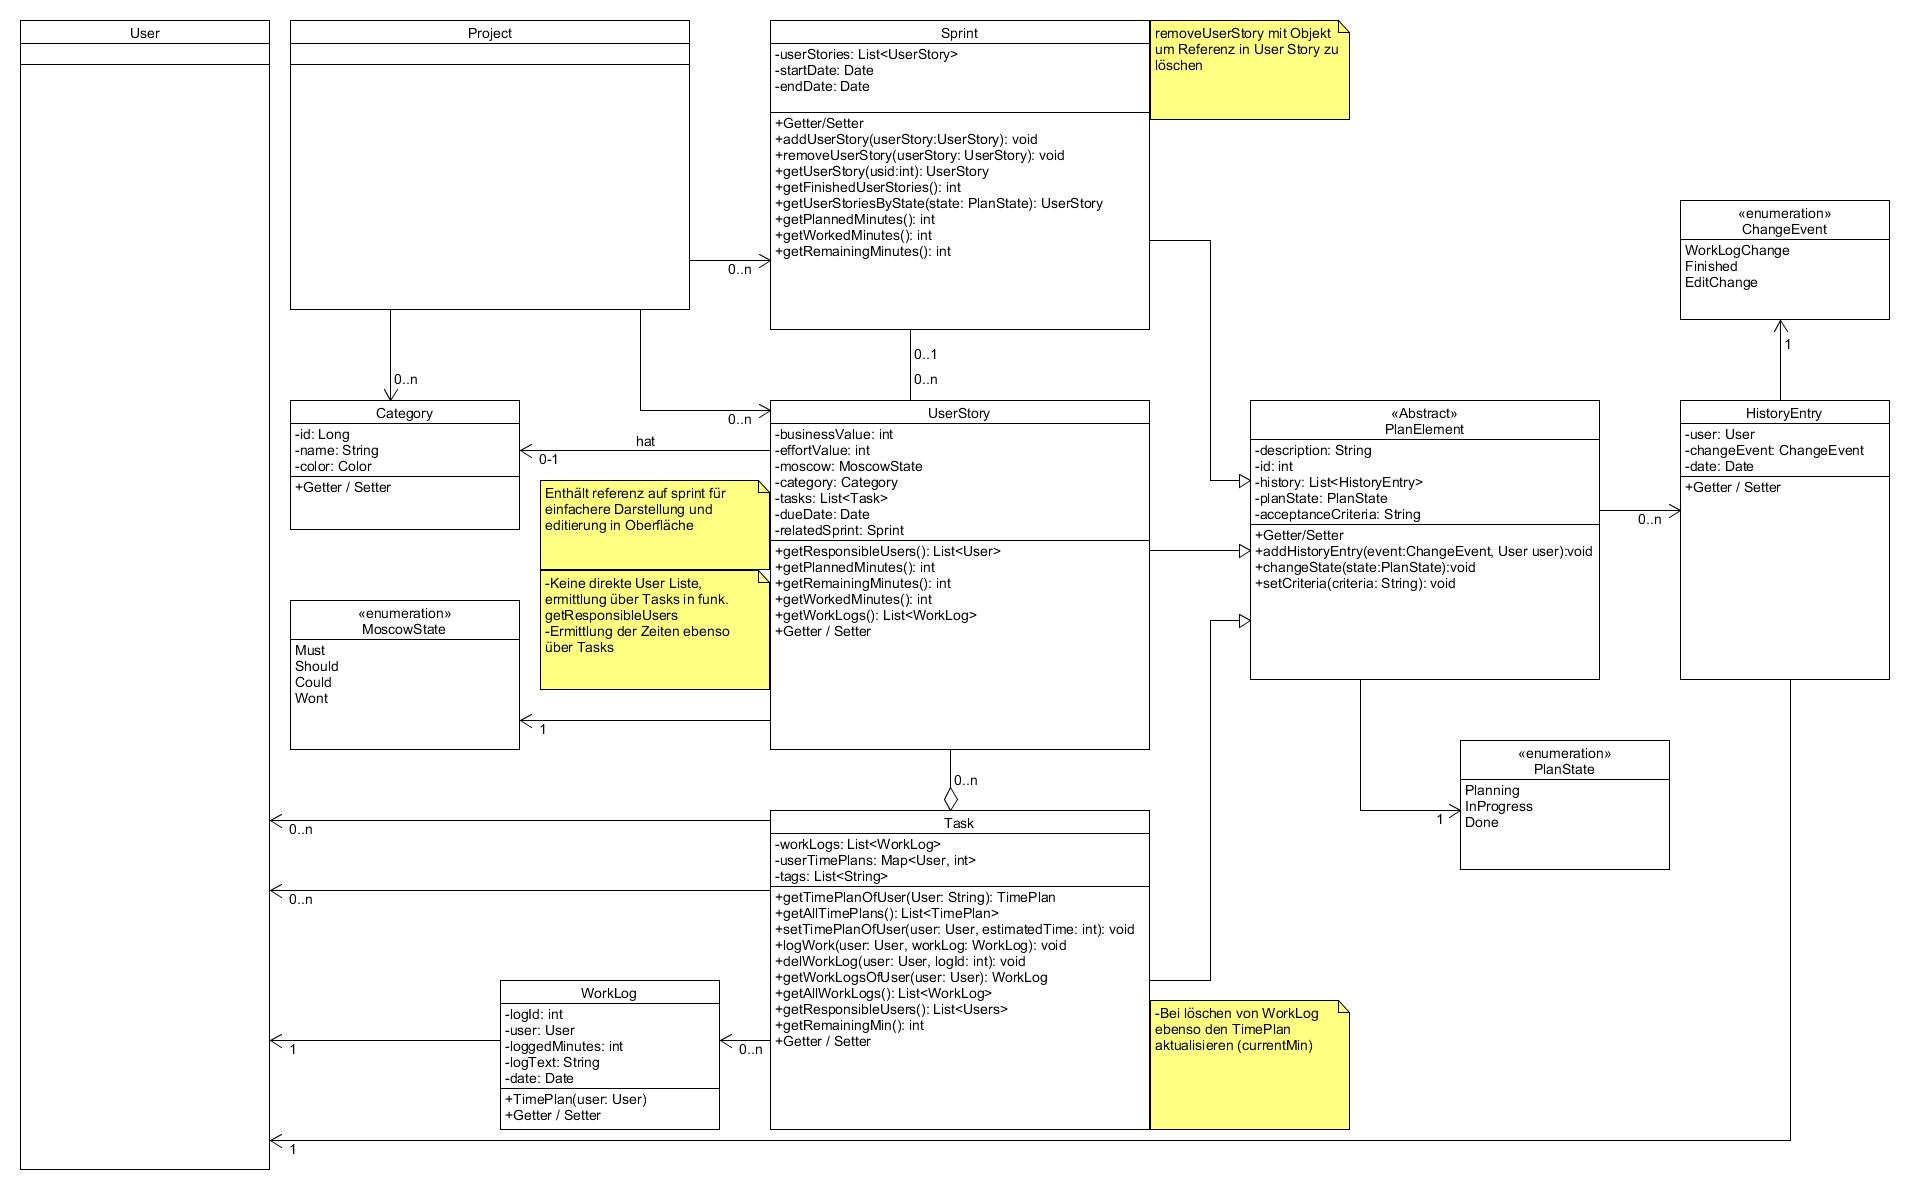 User
Project
Sprint
-userStories: List<UserStory>
-startDate: Date
-endDate: Date
+Getter/Setter
+addUserStory(userStory:UserStory): void
+removeUserStory(userStory: UserStory): void
+getUserStory(usid:int): UserStory
+getFinishedUserStories(): int
+getUserStoriesByState(state: PlanState): UserStory
+getPlannedMinutes(): int
+getWorkedMinutes(): int
+getRemainingMinutes(): int
removeUserStory mit Objekt
um Referenz in User Story zu
löschen
«enumeration»
ChangeEvent
WorkLogChange
Finished
EditChange
0..n
0..1
0..n
1
0..n
0..n
Category
-id: Long
-name: String
-color: Color
+Getter / Setter
hat
0-1
Enthält referenz auf sprint für
einfachere Darstellung und
editierung in Oberfläche
-Keine direkte User Liste,
ermittlung über Tasks in funk.
getResponsibleUsers
-Ermittlung der Zeiten ebenso
über Tasks
UserStory
-businessValue: int
-effortValue: int
-moscow: MoscowState
-category: Category
-tasks: List<Task>
-dueDate: Date
-relatedSprint: Sprint
+getResponsibleUsers(): List<User>
+getPlannedMinutes(): int
+getRemainingMinutes(): int
+getWorkedMinutes(): int
+getWorkLogs(): List<WorkLog>
+Getter / Setter
«Abstract»
PlanElement
-description: String
-id: int
-history: List<HistoryEntry>
-planState: PlanState
-acceptanceCriteria: String
+Getter/Setter
+addHistoryEntry(event:ChangeEvent, User user):void
+changeState(state:PlanState):void
+setCriteria(criteria: String): void
0..n
HistoryEntry
-user: User
-changeEvent: ChangeEvent
-date: Date
+Getter / Setter
«enumeration»
MoscowState
Must
Should
Could
Wont
1
«enumeration»
PlanState
Planning
InProgress
Done
1
0..n
0..n
0..n
Task
-workLogs: List<WorkLog>
-userTimePlans: Map<User, int>
-tags: List<String>
+getTimePlanOfUser(User: String): TimePlan
+getAllTimePlans(): List<TimePlan>
+setTimePlanOfUser(user: User, estimatedTime: int): void
+logWork(user: User, workLog: WorkLog): void
+delWorkLog(user: User, logId: int): void
+getWorkLogsOfUser(user: User): WorkLog
+getAllWorkLogs(): List<WorkLog>
+getResponsibleUsers(): List<Users>
+getRemainingMin(): int
+Getter / Setter
WorkLog
-logId: int
-user: User
-loggedMinutes: int
-logText: String
-date: Date
+TimePlan(user: User)
+Getter / Setter
0..n
1
-Bei löschen von WorkLog
ebenso den TimePlan
aktualisieren (currentMin)
1